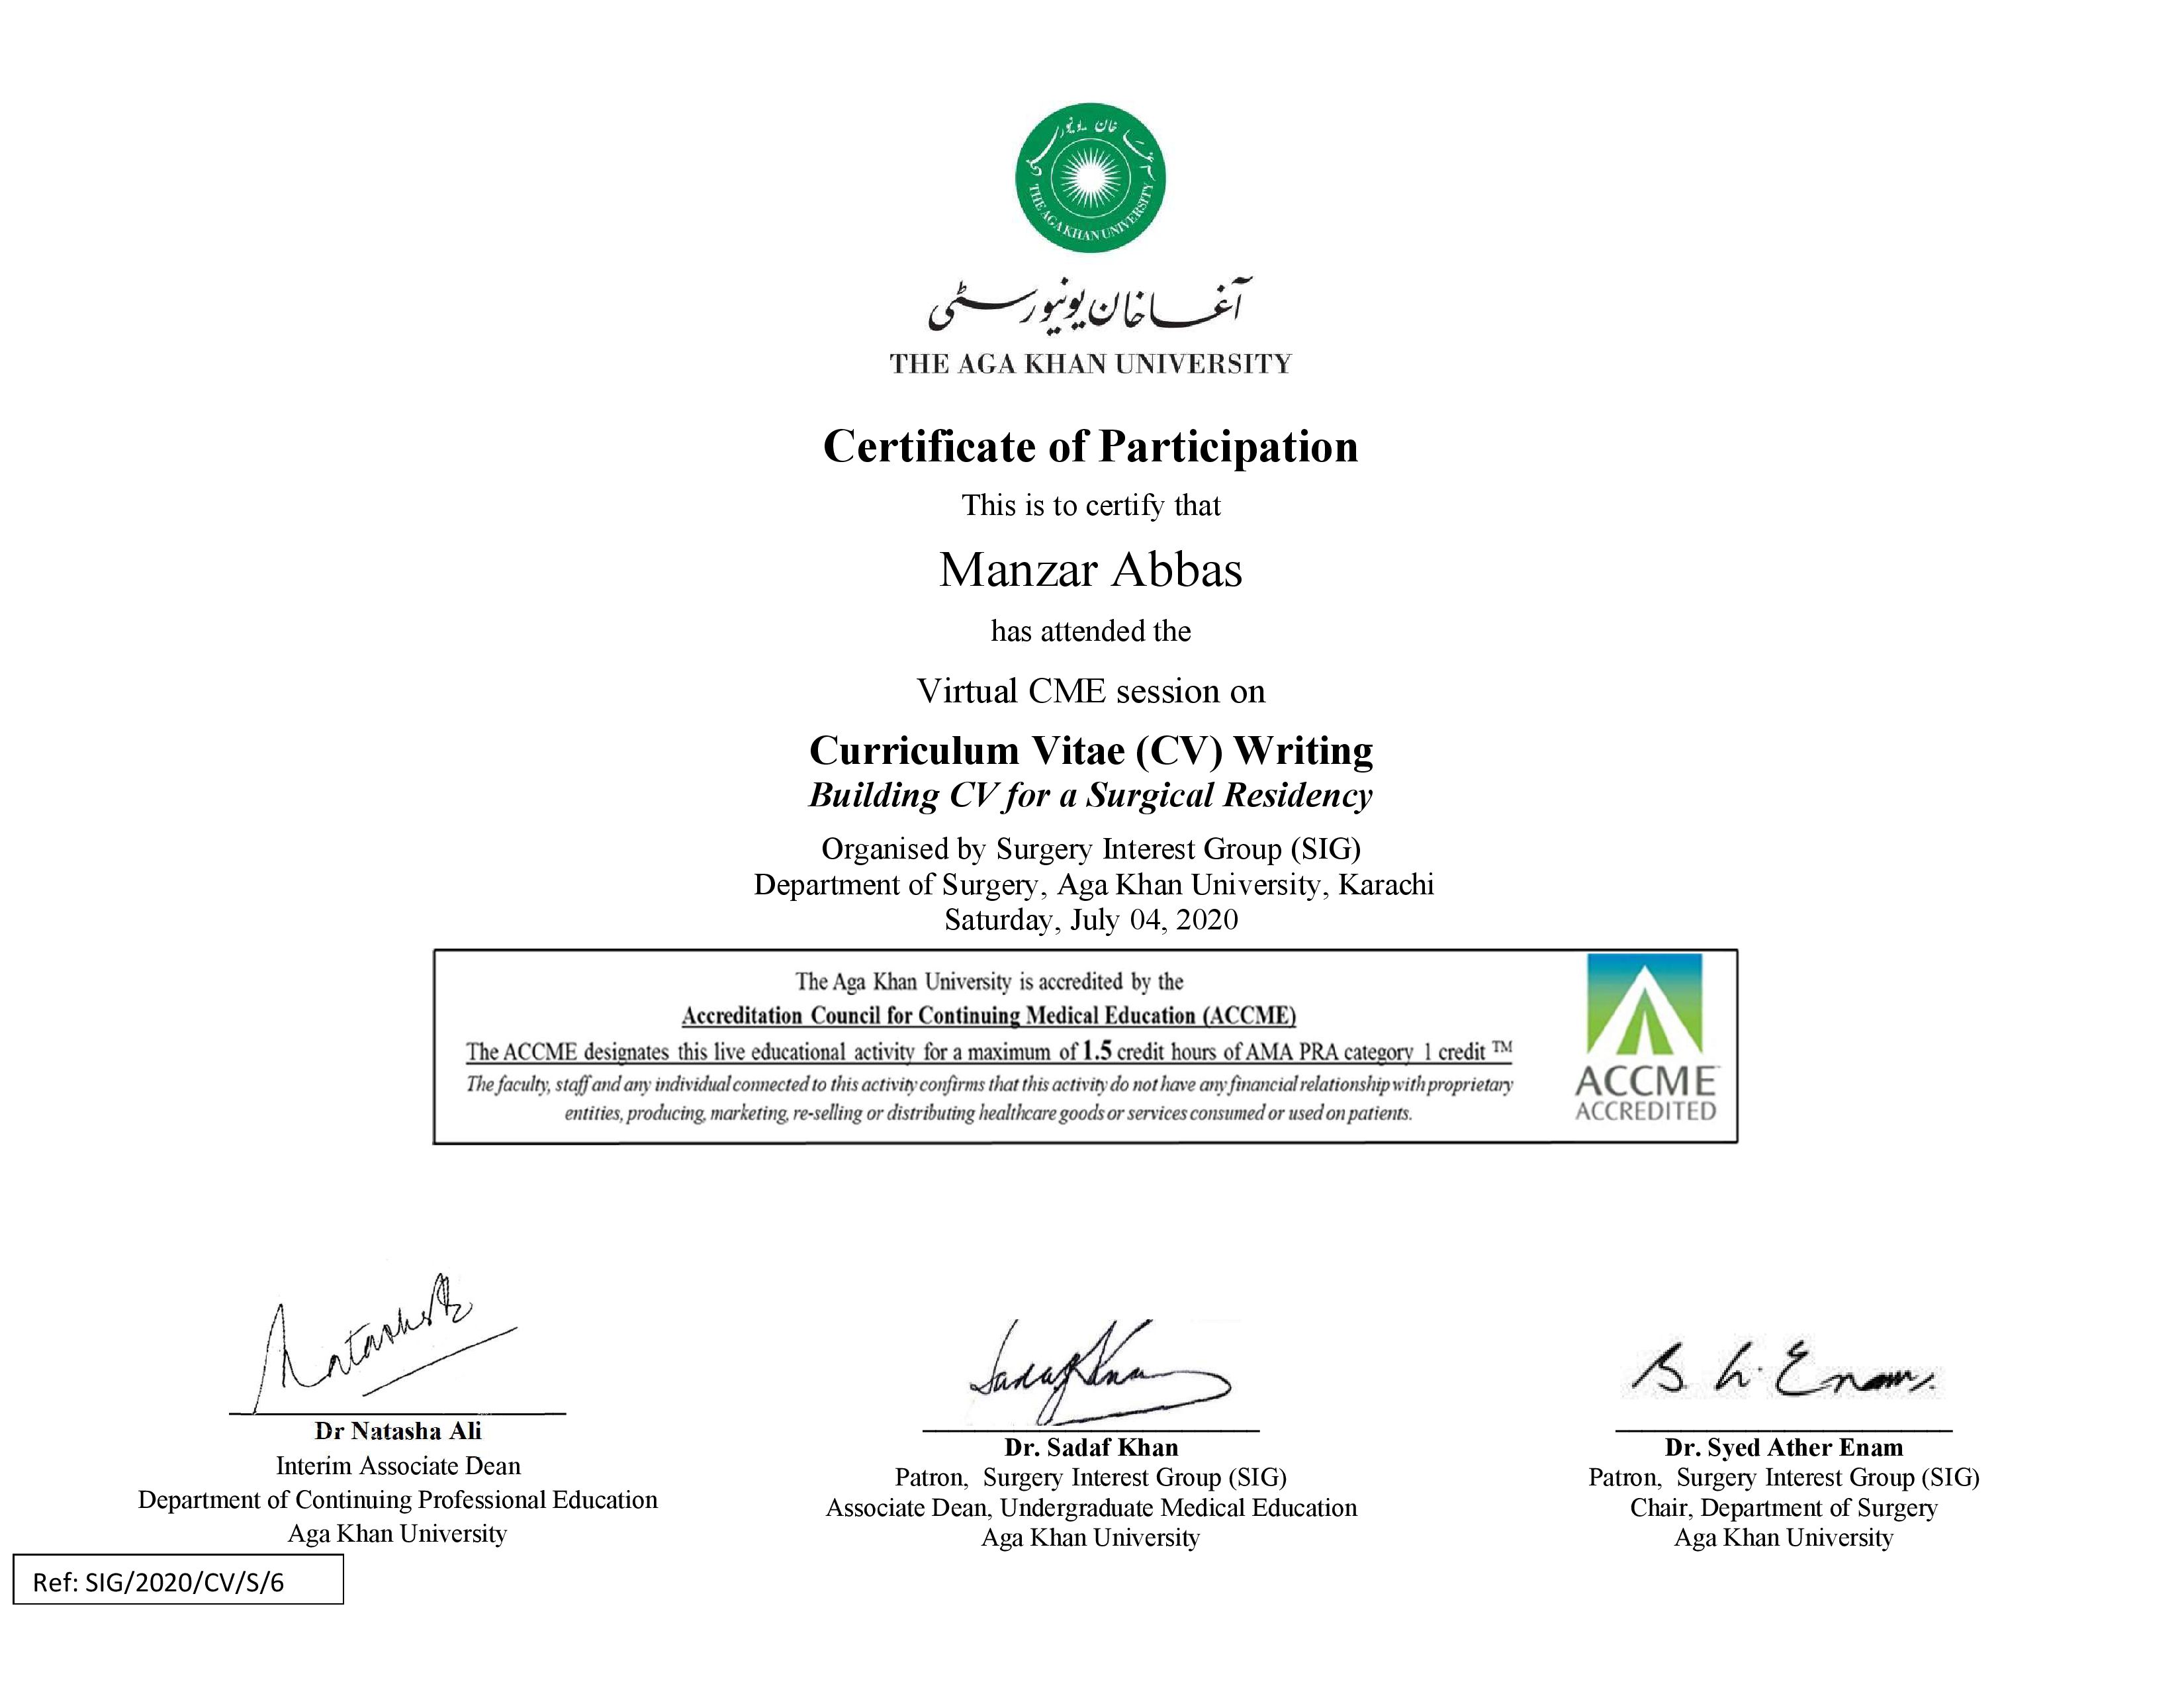 آغا خان یونیورسٹی
THE AGA KHAN UNIVERSITY
آغا خان یونیورسٹی
THE AGA KHAN UNIVERSITY
Certificate of Participation
This is to certify that
Manzar Abbas
has attended the
Virtual CME session on
Curriculum Vitae (CV) Writing
Building CV for a Surgical Residency
Organised by Surgery Interest Group (SIG)
Department of Surgery, Aga Khan University, Karachi
Saturday, July 04, 2020
The Aga Khan University is accredited by the
Accreditation Council for Continuing Medical Education (ACCME)
The ACCME designates this live educational activity for a maximum of 1.5 credit hours of AMA PRA category 1 credit ™
The faculty, staff and any individual connected to this activity confirms that this activity do not have any financial relationship with proprietary
entities, producing, marketing, re-selling or distributing healthcare goods or services consumed or used on patients.
ACCME
ACCREDITED
Natasha
Dr Natasha Ali
Interim Associate Dean
Department of Continuing Professional Education
Aga Khan University
Sadaf Khan
Dr. Sadaf Khan
Patron, Surgery Interest Group (SIG)
Associate Dean, Undergraduate Medical Education
Aga Khan University
Enam
Dr. Syed Ather Enam
Patron, Surgery Interest Group (SIG)
Chair, Department of Surgery
Aga Khan University
Ref: SIG/2020/CV/S/6